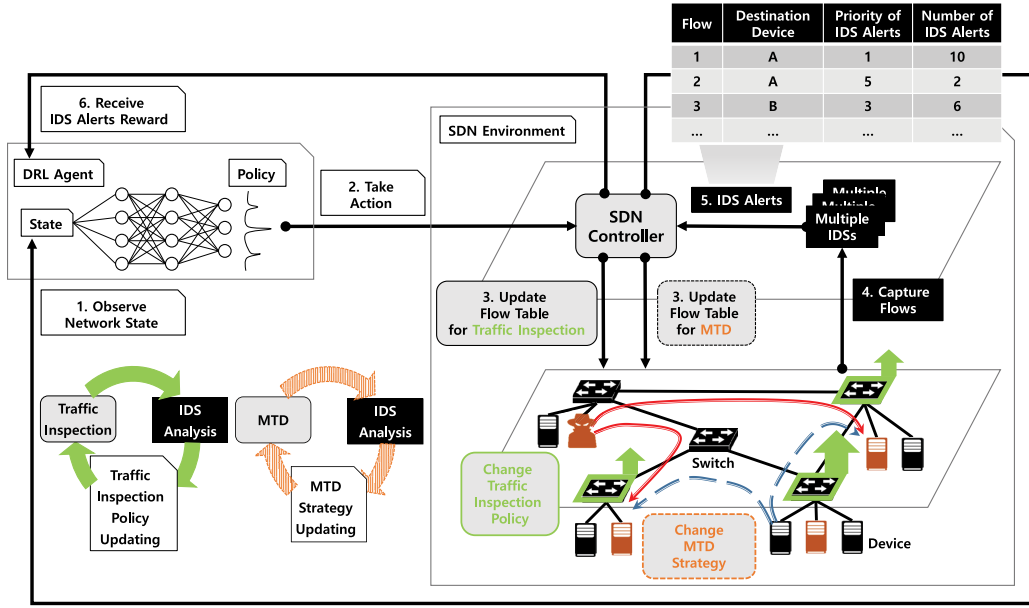 Flow Destination Device Priority of IDS Alerts Number of IDS Alerts
1 A 1 10
2 A 5 2
3 B 3 6
... ... ... ...
6. Receive
IDS Alerts Reward
SDN Environment
DRL Agent
Policy
State
2. Take
Action
SDN
Controller
5. IDS Alerts
Multiple
Multiple
Multiple
IDSs
1. Observe
Network State
3. Update
Flow Table
for Traffic Inspection
3. Update
Flow Table
for MTD
4. Capture
Flows
Traffic
Inspection
IDS
Analysis
Traffic
Inspection
Policy
Updating
MTD
IDS
Analysis
MTD
Strategy
Updating
Change
Traffic
Inspection
Policy
Switch
Change
MTD
Strategy
Device